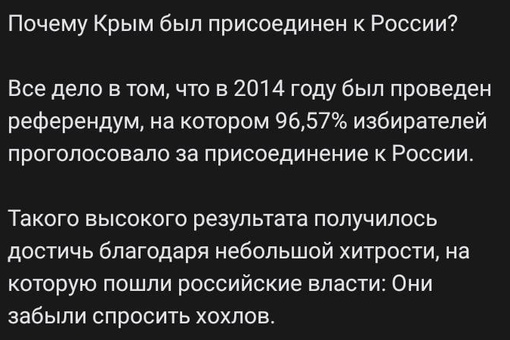 Почему Крым был присоединен к России?
Все дело в том, что в 2014 году был проведен
референдум, на котором 96,57% избирателей
проголосовало за присоединение к России.
Такого высокого результата получилось
достичь благодаря небольшой хитрости, на
которую пошли российские власти: Они
забыли спросить хохлов.